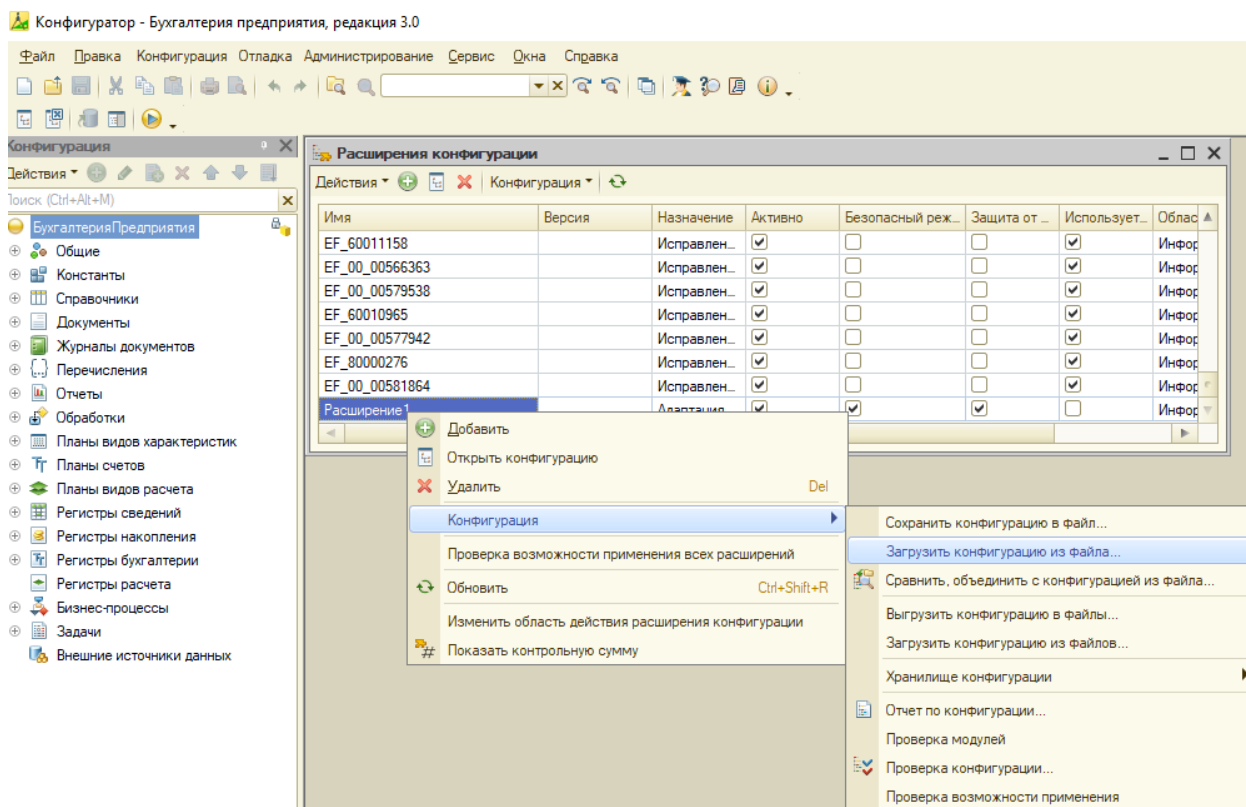 Конфигуратор - Бухгалтерия предприятия, редакция 3.0
Файл Правка Конфигурация Отладка Администрирование Сервис Окна Справка
Конфигурация
Действия
Поиск (Ctrl+Alt+M)
БухгалтерияПредприятия
Общие
Константы
Справочники
Документы
Журналы документов
Перечисления
Отчеты
Обработки
Планы видов характеристик
Планы счетов
Планы видов расчета
Регистры сведений
Регистры накопления
Регистры бухгалтерии
Регистры расчета
Бизнес-процессы
Задачи
Внешние источники данных
Расширения конфигурации
Действия Конфигурация
Имя Версия Назначение Активно Безопасный реж... Защита от ... Использует... Облас
EF_60011158 Исправлен... Инфор
EF_00_00566363 Исправлен... Инфор
EF_00_00579538 Исправлен... Инфор
EF_60010965 Исправлен... Инфор
EF_00_00577942 Исправлен... Инфор
EF_80000276 Исправлен... Инфор
EF_00_00581864 Исправлен... Инфор
Расширение1 Адаптация Инфор
Добавить
Открыть конфигурацию
Удалить Del
Конфигурация
Проверка возможности применения всех расширений
Обновить Ctrl+Shift+R
Изменить область действия расширения конфигурации
Показать контрольную сумму
Сохранить конфигурацию в файл...
Загрузить конфигурацию из файла...
Сравнить, объединить с конфигурацией из файла...
Выгрузить конфигурацию в файлы...
Загрузить конфигурацию из файлов...
Хранилище конфигурации
Отчет по конфигурации...
Проверка модулей
Проверка конфигурации...
Проверка возможности применения